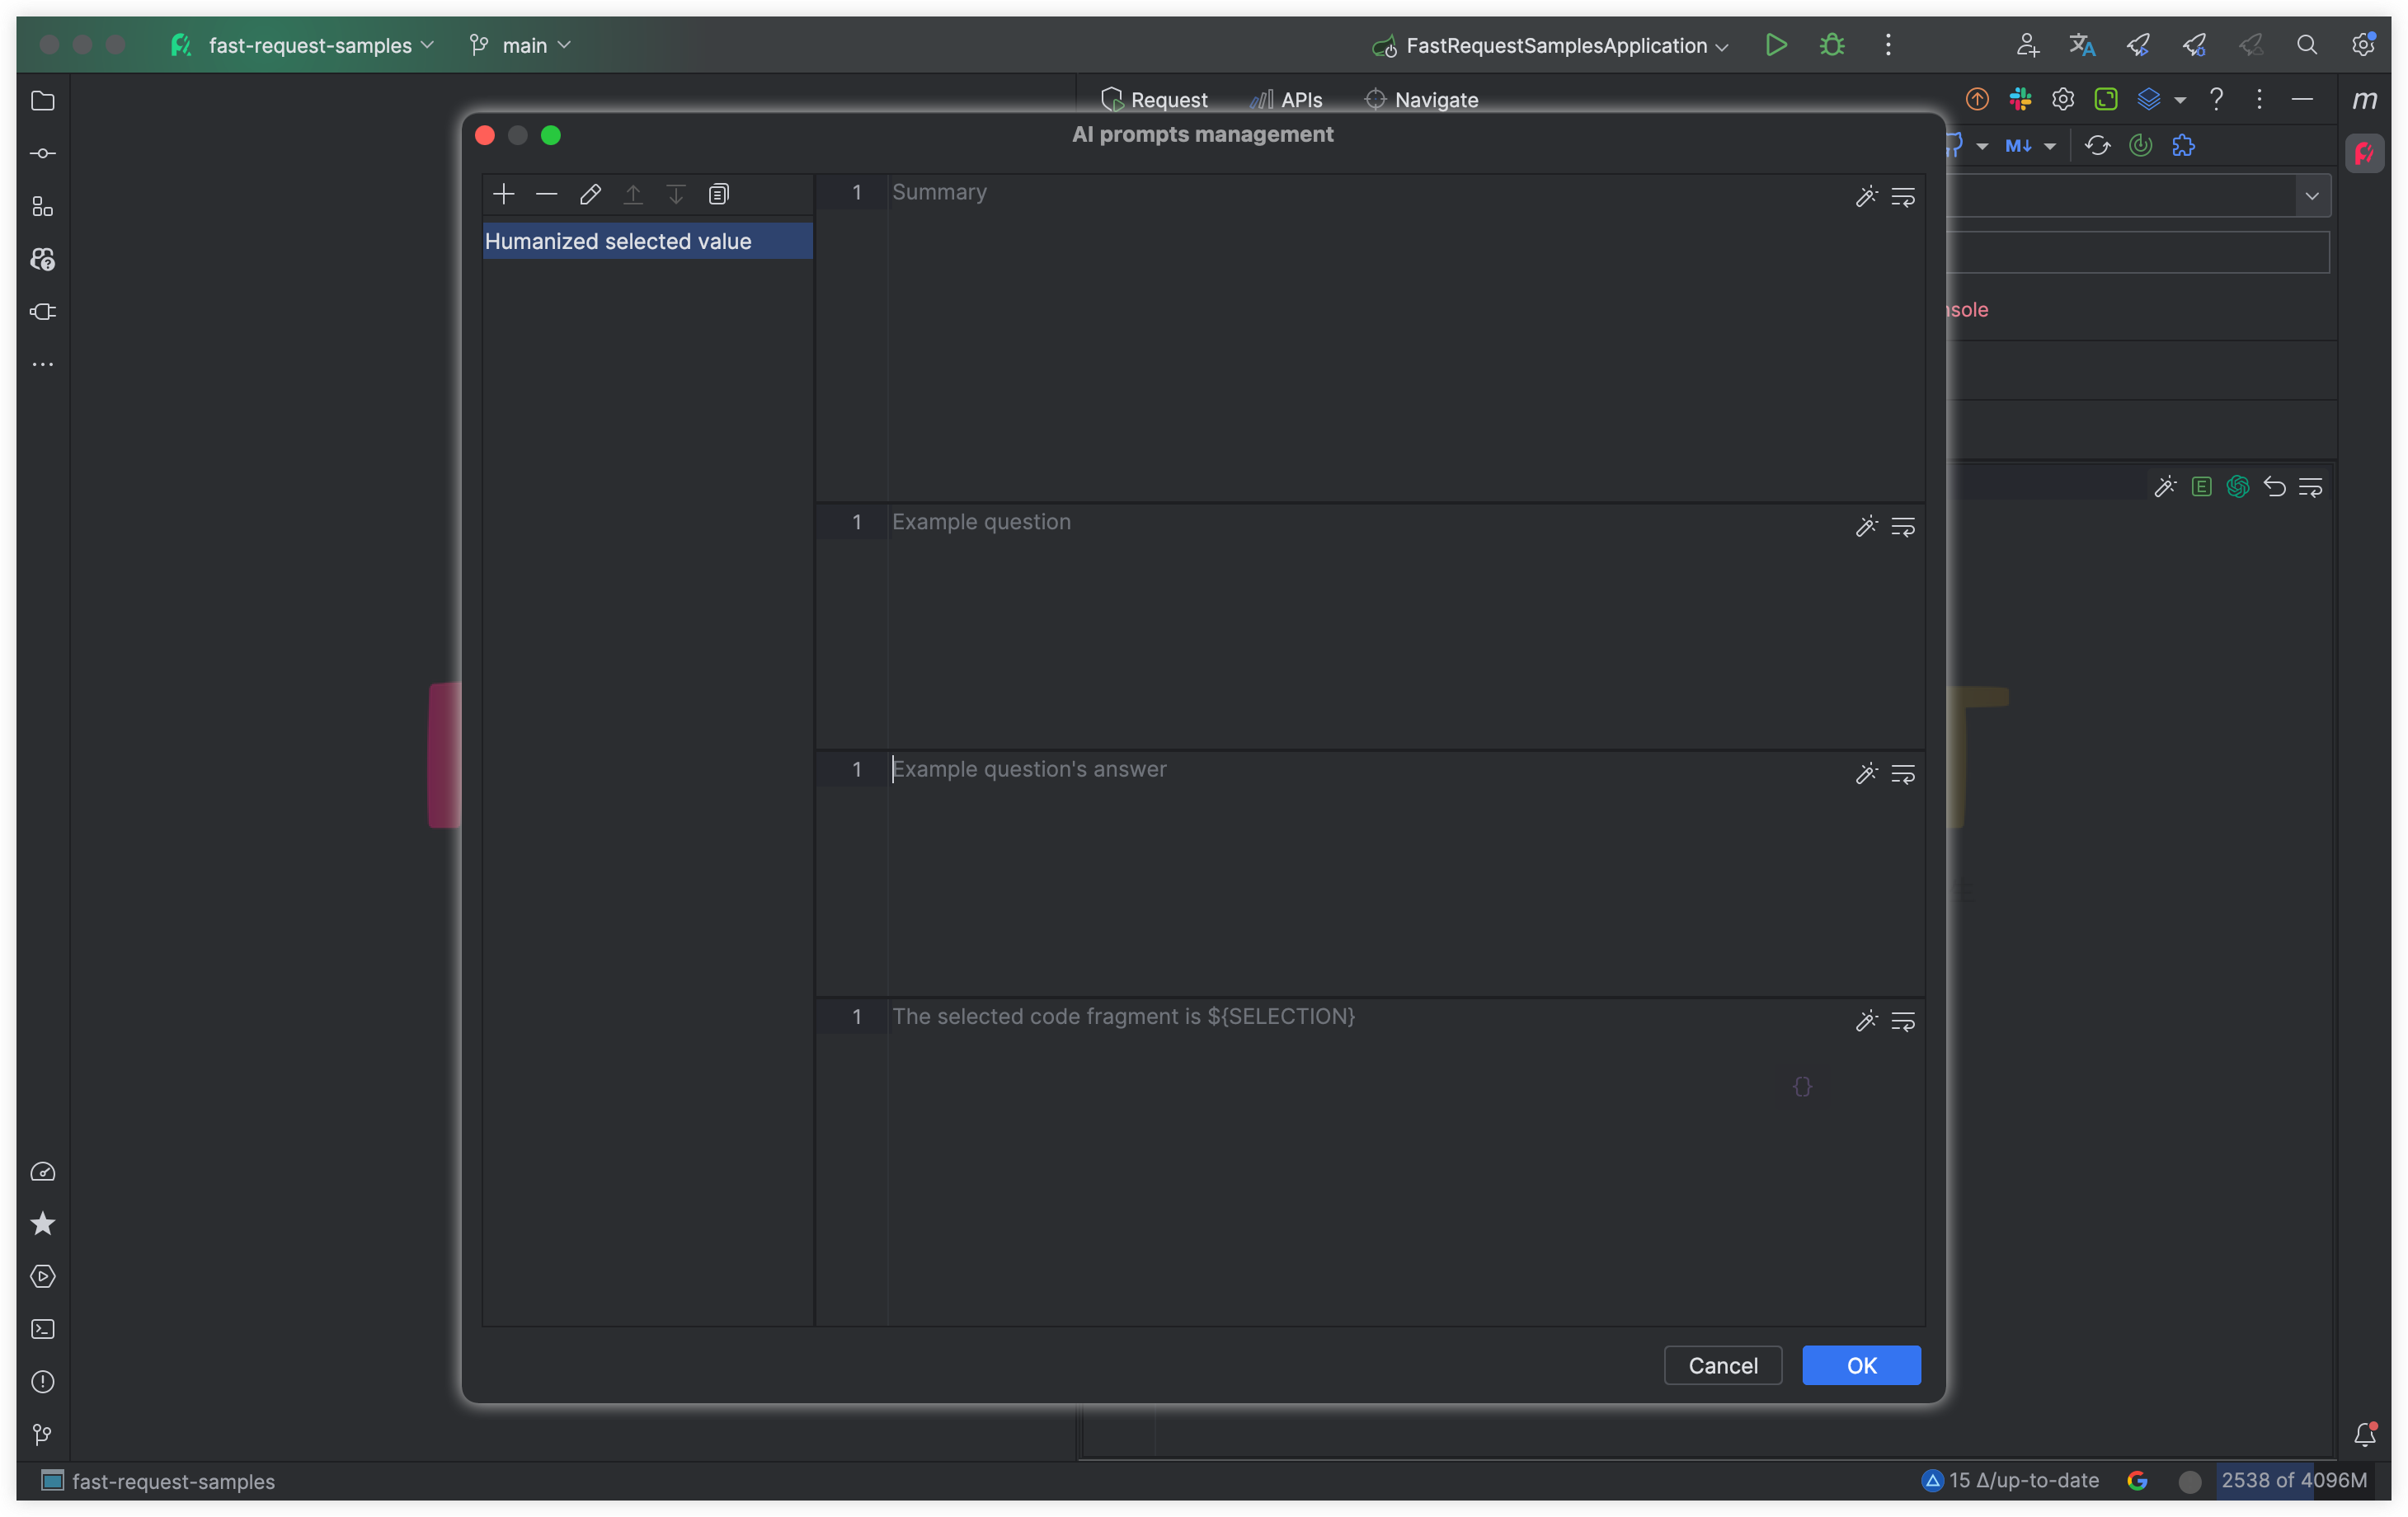 fast-request-samples
main
FastRequestSamplesApplication
Request
APIs
Navigate
m
AI prompts management
M↓
Humanized selected value
1 Summary
nsole
E
1 Example question
1 Example question's answer
1 The selected code fragment is ${SELECTION}
{}
Cancel
OK
fast-request-samples
15 Δ/up-to-date
2538 of 4096M